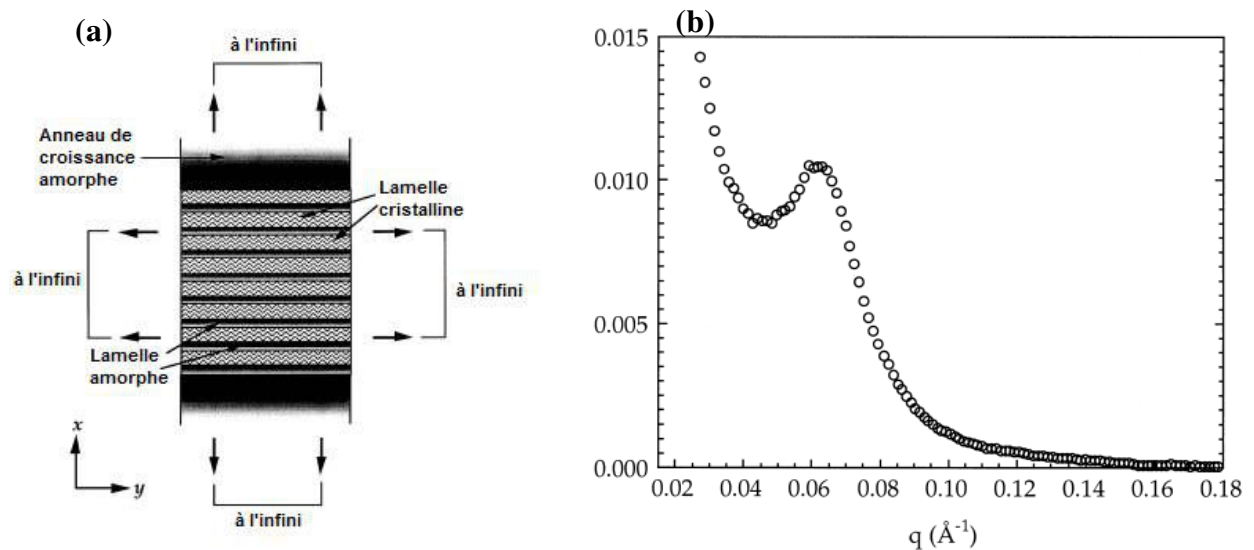 (a)
à l'infini
Anneau de
croissance
amorphe
Lamelle
cristalline
à l'infini
à l'infini
Lamelle
amorphe
x
y
à l'infini
(b)
0.015
0.010
0.005
0.000
0.02 0.04 0.06 0.08 0.10 0.12 0.14 0.16 0.18
q (Å⁻¹)